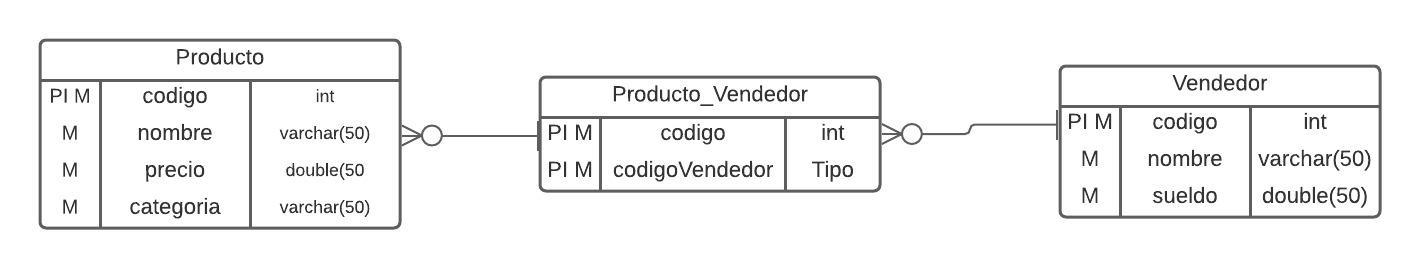 Producto
PI M codigo int
M nombre varchar(50)
M precio double(50
M categoria varchar(50)
Producto_Vendedor
PI M codigo int
PI M codigoVendedor Tipo
Vendedor
PI M codigo int
M nombre varchar(50)
M sueldo double(50)